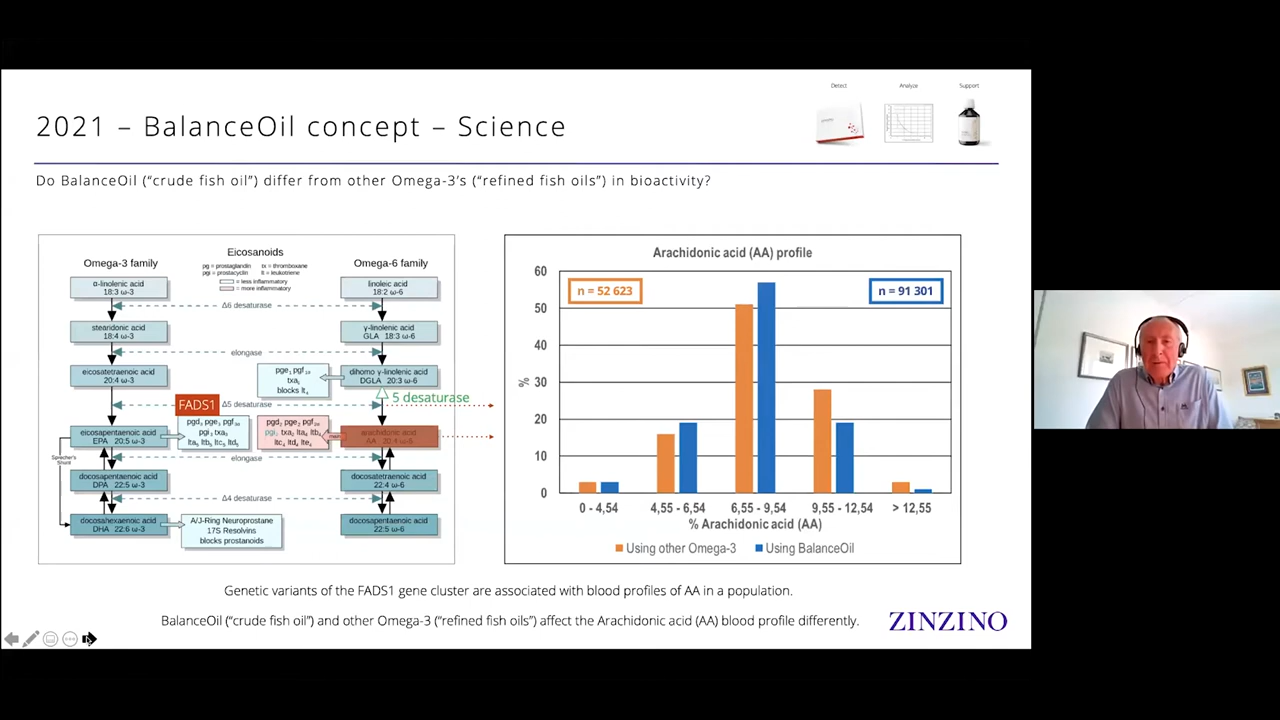 Detect
Analyze
Support
2021 – BalanceOil concept – Science
Do BalanceOil (“crude fish oil”) differ from other Omega-3’s (“refined fish oils”) in bioactivity?
Eicosanoids
pg = prostaglandin tx = thromboxane
pgi = prostacyclin lt = leukotriene
= less inflammatory
= more inflammatory
Omega-3 family
Omega-6 family
α-linolenic acid
18:3 ω-3
linoleic acid
18:2 ω-6
Δ6 desaturase
stearidonic acid
18:4 ω-3
γ-linolenic acid
GLA 18:3 ω-6
elongase
eicosatetraenoic acid
20:4 ω-3
pge₁ pgf₁ₐ
txa₁
blocks lt₄
dihomo γ-linolenic acid
DGLA 20:3 ω-6
FADS1
Δ5 desaturase
5 desaturase
eicosapentaenoic acid
EPA 20:5 ω-3
pgd₃ pge₃ pgf₃ₐ
pgi₃ txa₃
lta₅ ltb₅ ltc₅ ltd₅
pgd₂ pge₂ pgf₂ₐ
pgi₂ txa₂ lta₄ ltb₄
ltc₄ ltd₄ lte₄
main
arachidonic acid
AA 20:4 ω-6
Sprecher's
Shunt
elongase
docosapentaenoic acid
DPA 22:5 ω-3
docosatetraenoic acid
22:4 ω-6
Δ4 desaturase
docosahexaenoic acid
DHA 22:6 ω-3
A/J-Ring Neuroprostane
17S Resolvins
blocks prostanoids
docosapentaenoic acid
22:5 ω-6
Arachidonic acid (AA) profile
60
50
40
30
20
10
0
%
n = 52 623
n = 91 301
0 - 4,54
4,55 - 6,54
6,55 - 9,54
9,55 - 12,54
> 12,55
% Arachidonic acid (AA)
Using other Omega-3
Using BalanceOil
Genetic variants of the FADS1 gene cluster are associated with blood profiles of AA in a population.
BalanceOil (“crude fish oil”) and other Omega-3 (“refined fish oils”) affect the Arachidonic acid (AA) blood profile differently.
ZINZINO